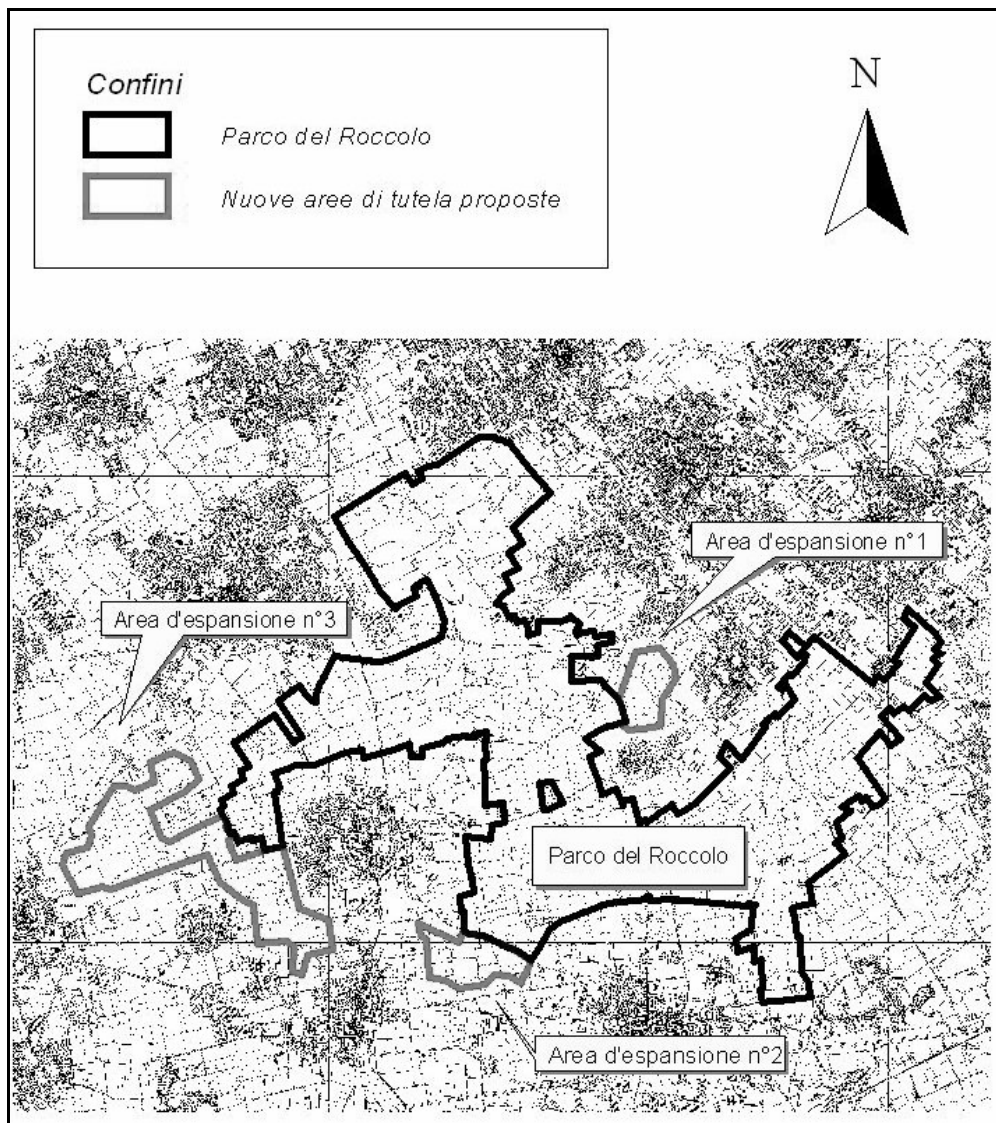 Confini
Parco del Roccolo
Nuove aree di tutela proposte
N
Area d'espansione n°1
Area d'espansione n°3
Parco del Roccolo
Area d'espansione n°2